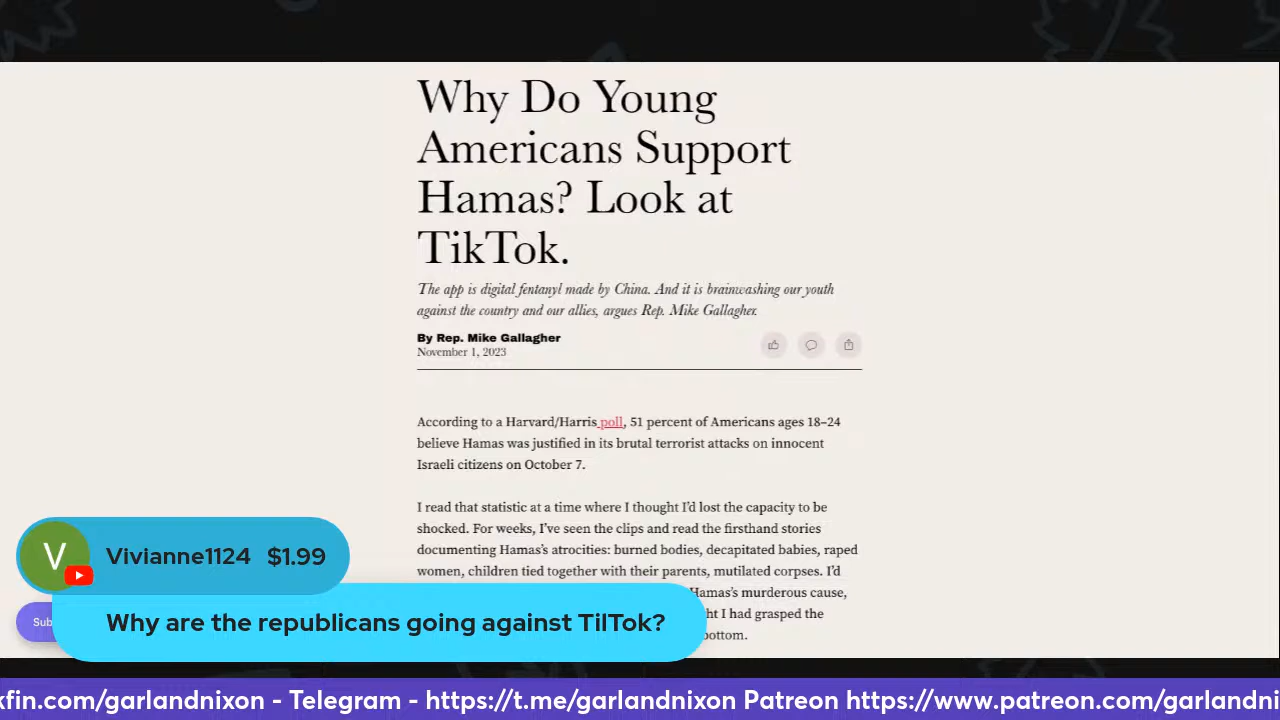 Why Do Young
Americans Support
Hamas? Look at
TikTok.
The app is digital fentanyl made by China. And it is brainwashing our youth
against the country and our allies, argues Rep. Mike Gallagher.
By Rep. Mike Gallagher
November 1, 2023
According to a Harvard/Harris poll, 51 percent of Americans ages 18–24
believe Hamas was justified in its brutal terrorist attacks on innocent
Israeli citizens on October 7.
I read that statistic at a time where I thought I'd lost the capacity to be
shocked. For weeks, I've seen the clips and read the firsthand stories
documenting Hamas's atrocities: burned bodies, decapitated babies, raped
women, children tied together with their parents, mutilated corpses. I'd
Hamas's murderous cause,
ht I had grasped the
bottom.
V
Vivianne1124 $1.99
Sub
Why are the republicans going against TilTok?
xfin.com/garlandnixon - Telegram - https://t.me/garlandnixon Patreon https://www.patreon.com/garlandni